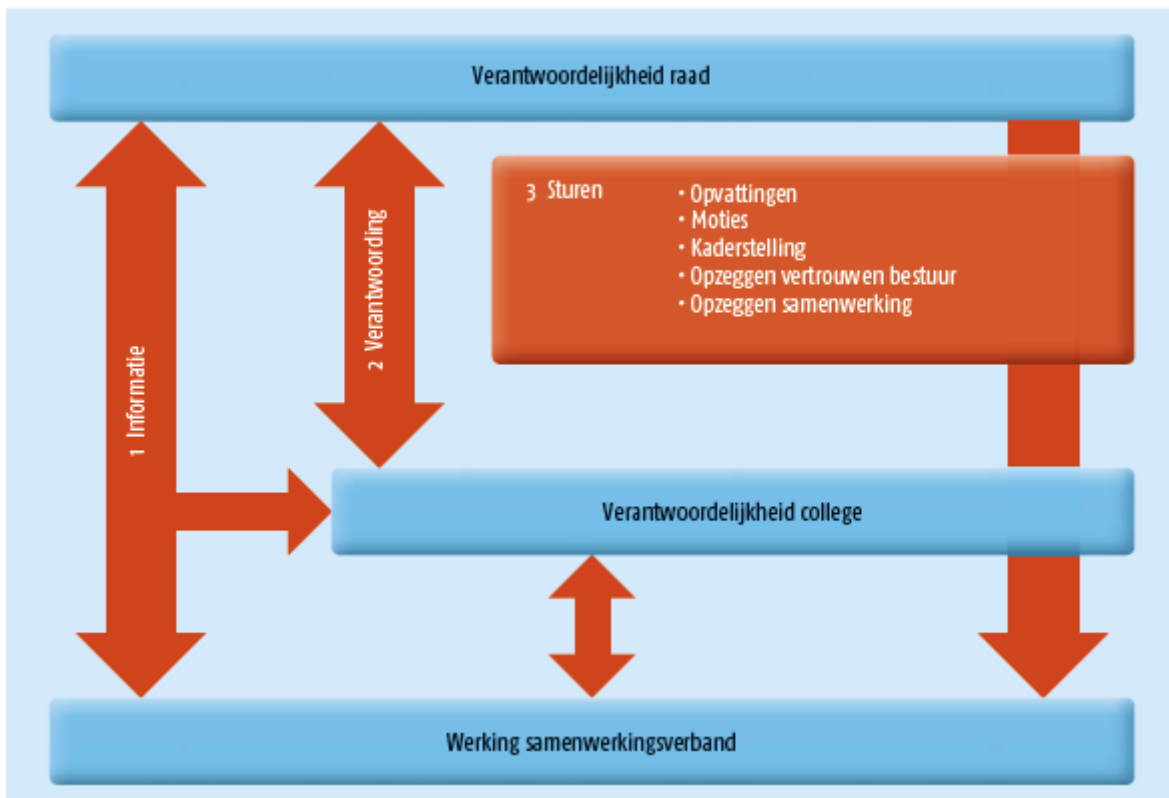 Verantwoordelijkheid raad
3 Sturen
• Opvattingen
• Moties
• Kaderstelling
• Opzeggen vertrouwen bestuur
• Opzeggen samenwerking
2 Verantwoording
1 Informatie
Verantwoordelijkheid college
Werking samenwerkingsverband